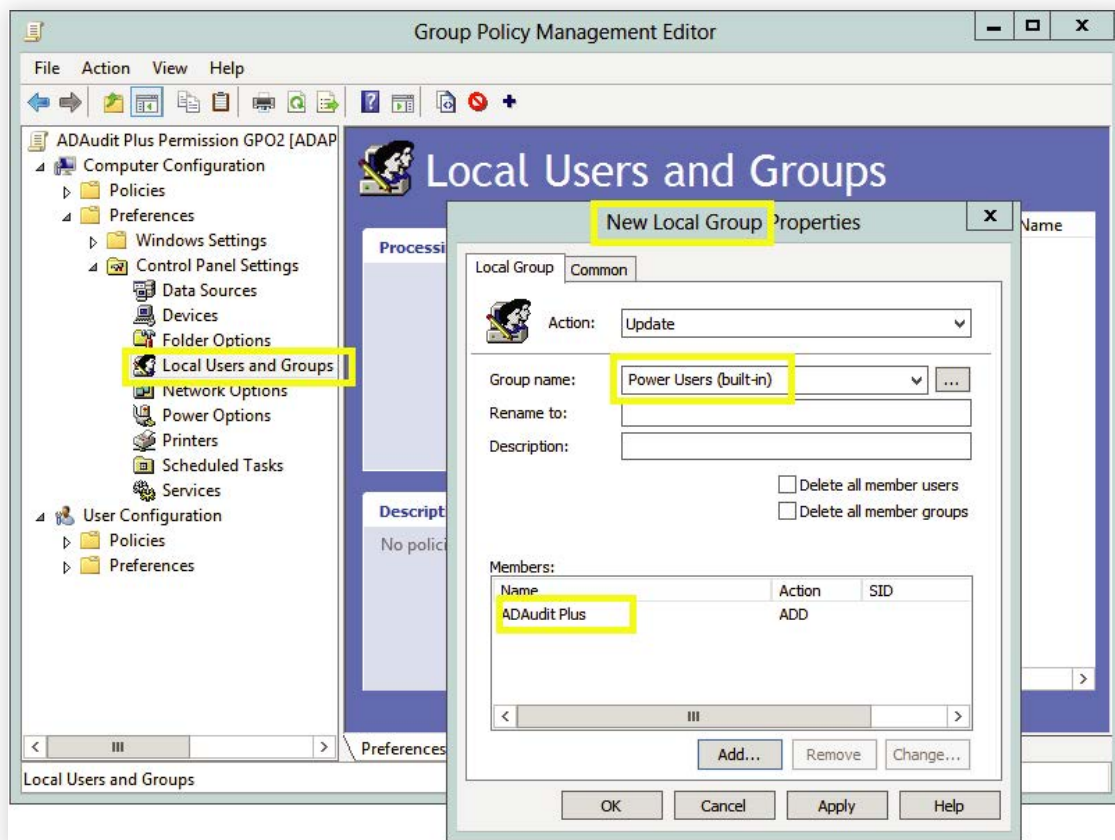 Group Policy Management Editor
File Action View Help
ADAudit Plus Permission GPO2 [ADAP
Computer Configuration
Policies
Preferences
Windows Settings
Control Panel Settings
Data Sources
Devices
Folder Options
Local Users and Groups
Network Options
Power Options
Printers
Scheduled Tasks
Services
User Configuration
Policies
Preferences
Local Users and Groups
Processi
Name
Descript
No polici
Preferences
New Local Group Properties
Local Group Common
Action: Update
Group name: Power Users (built-in) ...
Rename to:
Description:
Delete all member users
Delete all member groups
Members:
Name Action SID
ADAudit Plus ADD
Add... Remove Change...
OK Cancel Apply Help
Local Users and Groups